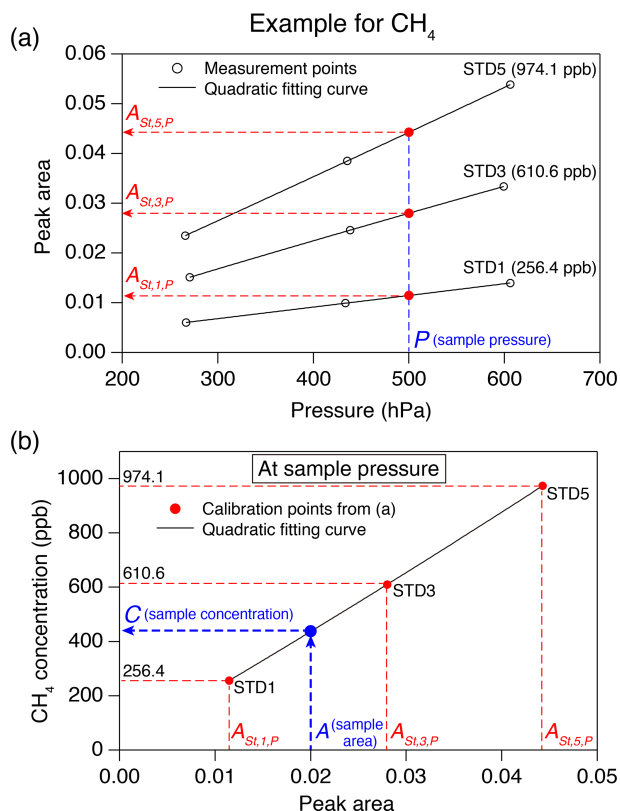 Example for CH4
(a)
0.06
0.05
0.04
0.03
0.02
0.01
0.00
Peak area
Measurement points
Quadratic fitting curve
STD5 (974.1 ppb)
STD3 (610.6 ppb)
STD1 (256.4 ppb)
ASt,5,P
ASt,3,P
ASt,1,P
P (sample pressure)
200 300 400 500 600 700
Pressure (hPa)
(b)
At sample pressure
1000
800
600
400
200
0
CH4 concentration (ppb)
974.1
610.6
256.4
Calibration points from (a)
Quadratic fitting curve
STD5
STD3
STD1
C (sample concentration)
ASt,1,P
A (sample
area)
ASt,3,P
ASt,5,P
0.00 0.01 0.02 0.03 0.04 0.05
Peak area